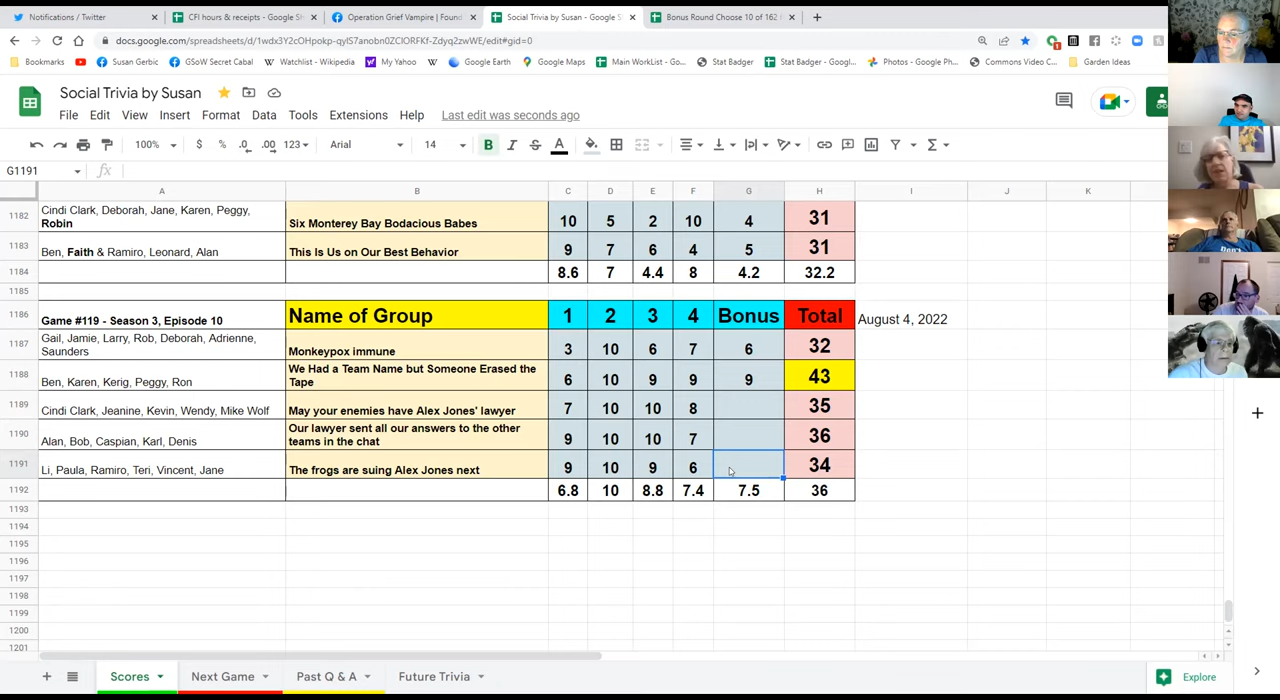 Notifications / Twitter
CFI hours & receipts - Google Sh
Operation Grief Vampire | Found
Social Trivia by Susan - Google S
Bonus Round Choose 10 of 162 I
docs.google.com/spreadsheets/d/1wdx3Y2cOHpokp-qyIS7anobn0ZCIORFKf-Zdyq2zwWE/edit#gid=0
Bookmarks
Susan Gerbic
GSoW Secret Cabal
Watchlist - Wikipedia
My Yahoo
Google Earth
Google Maps
Main WorkList - Go...
Stat Badger
Stat Badger - Googl...
Photos - Google Ph...
Commons Video C...
Garden Ideas
Social Trivia by Susan
File Edit View Insert Format Data Tools Extensions Help Last edit was seconds ago
100% $ % .0 .00 123 Arial 14 B I S A
G1191 fx
A B C D E F G H I J K
1182 Cindi Clark, Deborah, Jane, Karen, Peggy,
Robin Six Monterey Bay Bodacious Babes 10 5 2 10 4 31
1183 Ben, Faith & Ramiro, Leonard, Alan This Is Us on Our Best Behavior 9 7 6 4 5 31
1184 8.6 7 4.4 8 4.2 32.2
1185
1186 Game #119 - Season 3, Episode 10 Name of Group 1 2 3 4 Bonus Total August 4, 2022
1187 Gail, Jamie, Larry, Rob, Deborah, Adrienne,
Saunders Monkeypox immune 3 10 6 7 6 32
1188 Ben, Karen, Kerig, Peggy, Ron We Had a Team Name but Someone Erased the
Tape 6 10 9 9 9 43
1189 Cindi Clark, Jeanine, Kevin, Wendy, Mike Wolf May your enemies have Alex Jones' lawyer 7 10 10 8 35
1190 Alan, Bob, Caspian, Karl, Denis Our lawyer sent all our answers to the other
teams in the chat 9 10 10 7 36
1191 Li, Paula, Ramiro, Teri, Vincent, Jane The frogs are suing Alex Jones next 9 10 9 6 34
1192 6.8 10 8.8 7.4 7.5 36
1193
1194
1195
1196
1197
1198
1199
1200
1201
Scores Next Game Past Q & A Future Trivia Explore